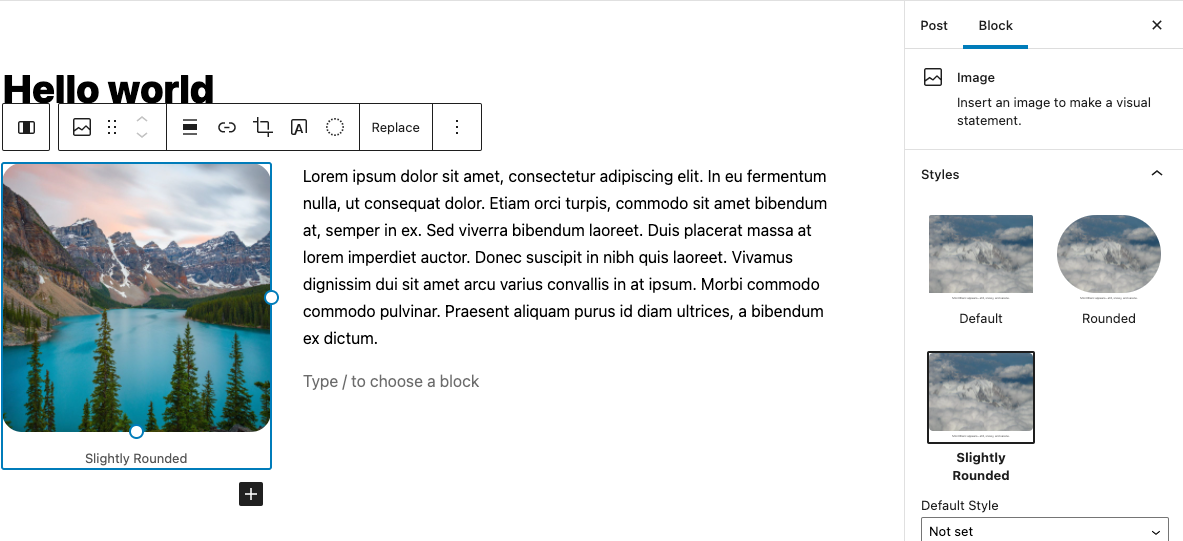 Hello world
Replace
Lorem ipsum dolor sit amet, consectetur adipiscing elit. In eu fermentum
nulla, ut consequat dolor. Etiam orci turpis, commodo sit amet bibendum
at, semper in ex. Sed viverra bibendum laoreet. Duis placerat massa at
lorem imperdiet auctor. Donec suscipit in nibh quis laoreet. Vivamus
dignissim dui sit amet arcu varius convallis in at ipsum. Morbi commodo
commodo pulvinar. Praesent aliquam purus id diam ultrices, a bibendum
ex dictum.
Type / to choose a block
Slightly Rounded
Post
Block
Image
Insert an image to make a visual
statement.
Styles
Default
Rounded
Slightly
Rounded
Default Style
Not set